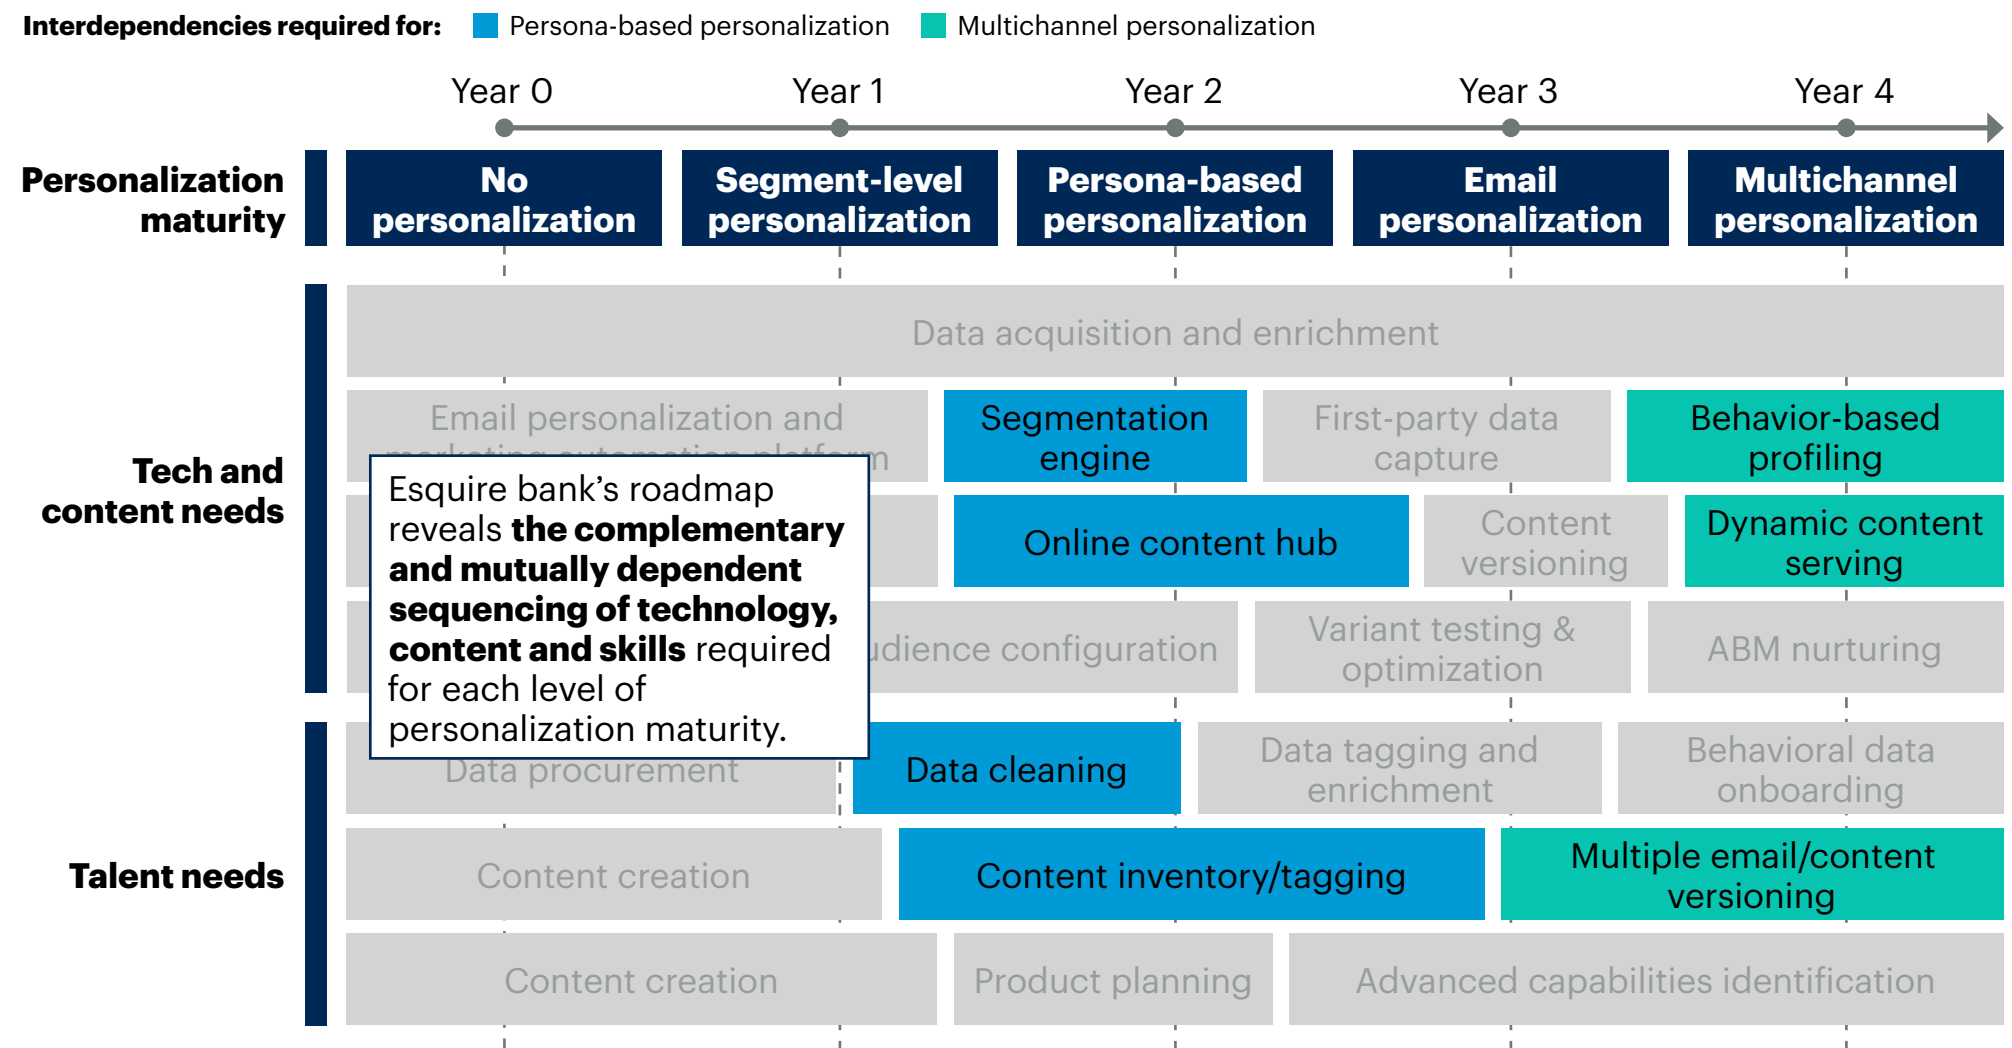 Interdependencies required for: Persona-based personalization Multichannel personalization
Year 0 Year 1 Year 2 Year 3 Year 4
Personalization
maturity
No
personalization
Segment-level
personalization
Persona-based
personalization
Email
personalization
Multichannel
personalization
Tech and
content needs
Data acquisition and enrichment
Email personalization and
marketing automation platform
Segmentation
engine
First-party data
capture
Behavior-based
profiling
Online content hub
Content
versioning
Dynamic content
serving
udience configuration
Variant testing &
optimization
ABM nurturing
Esquire bank’s roadmap
reveals the complementary
and mutually dependent
sequencing of technology,
content and skills required
for each level of
personalization maturity.
Talent needs
Data procurement
Data cleaning
Data tagging and
enrichment
Behavioral data
onboarding
Content creation
Content inventory/tagging
Multiple email/content
versioning
Content creation
Product planning
Advanced capabilities identification